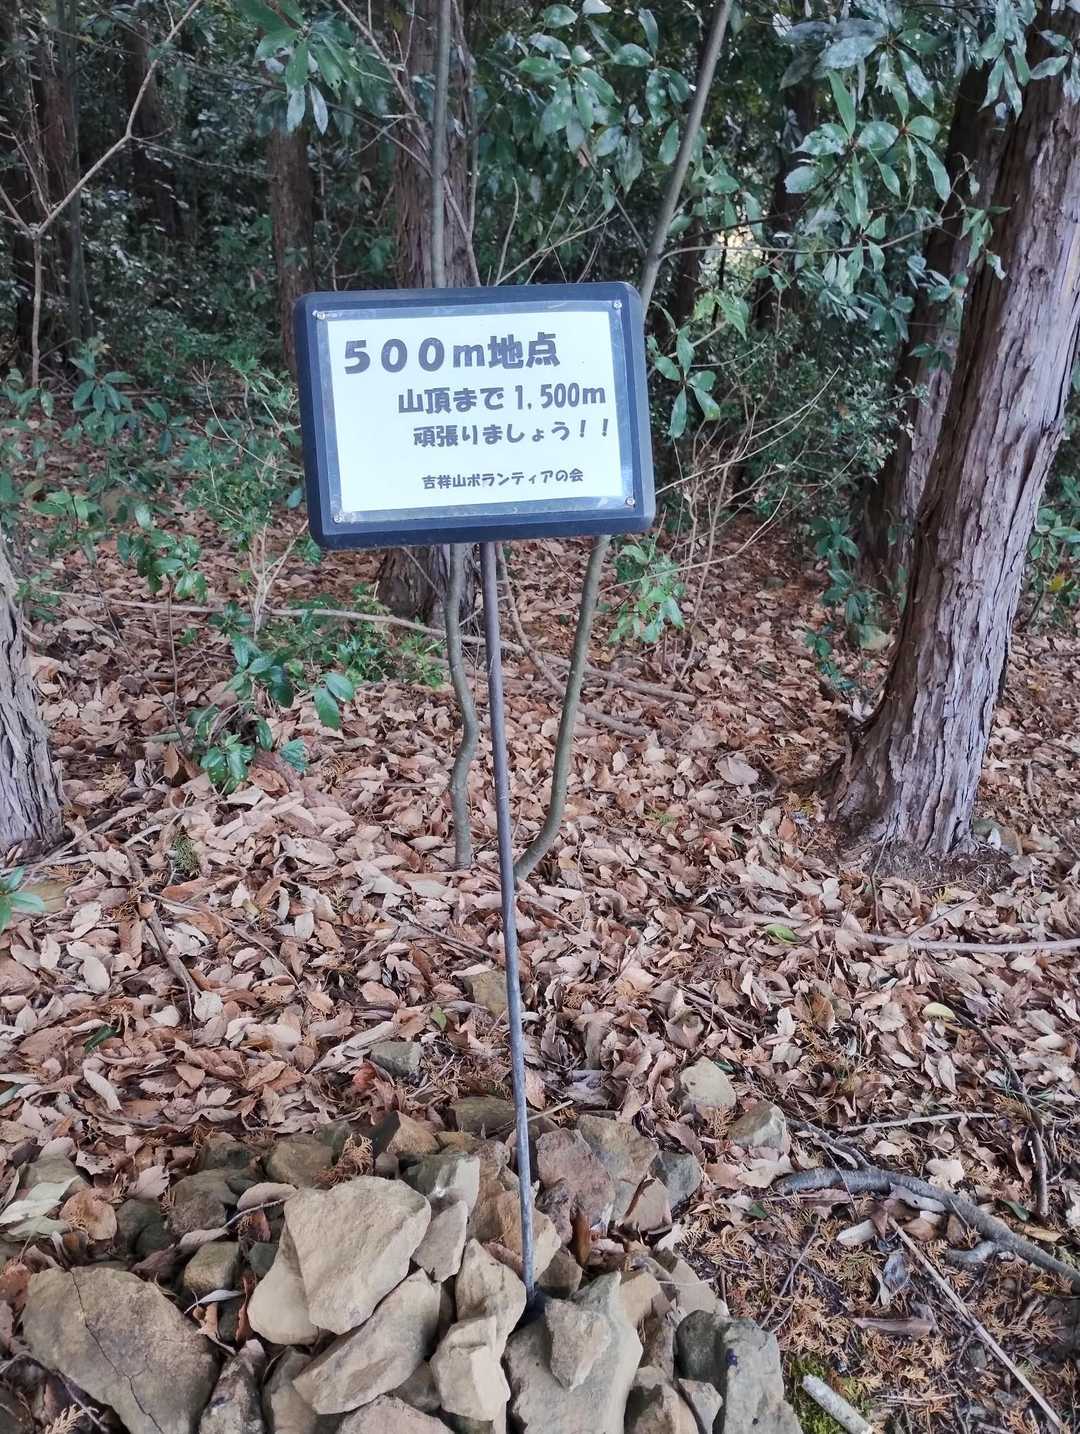 ５００ｍ地点
山頂まで1,500ｍ
頑張りましょう！！
吉祥山ボランティアの会